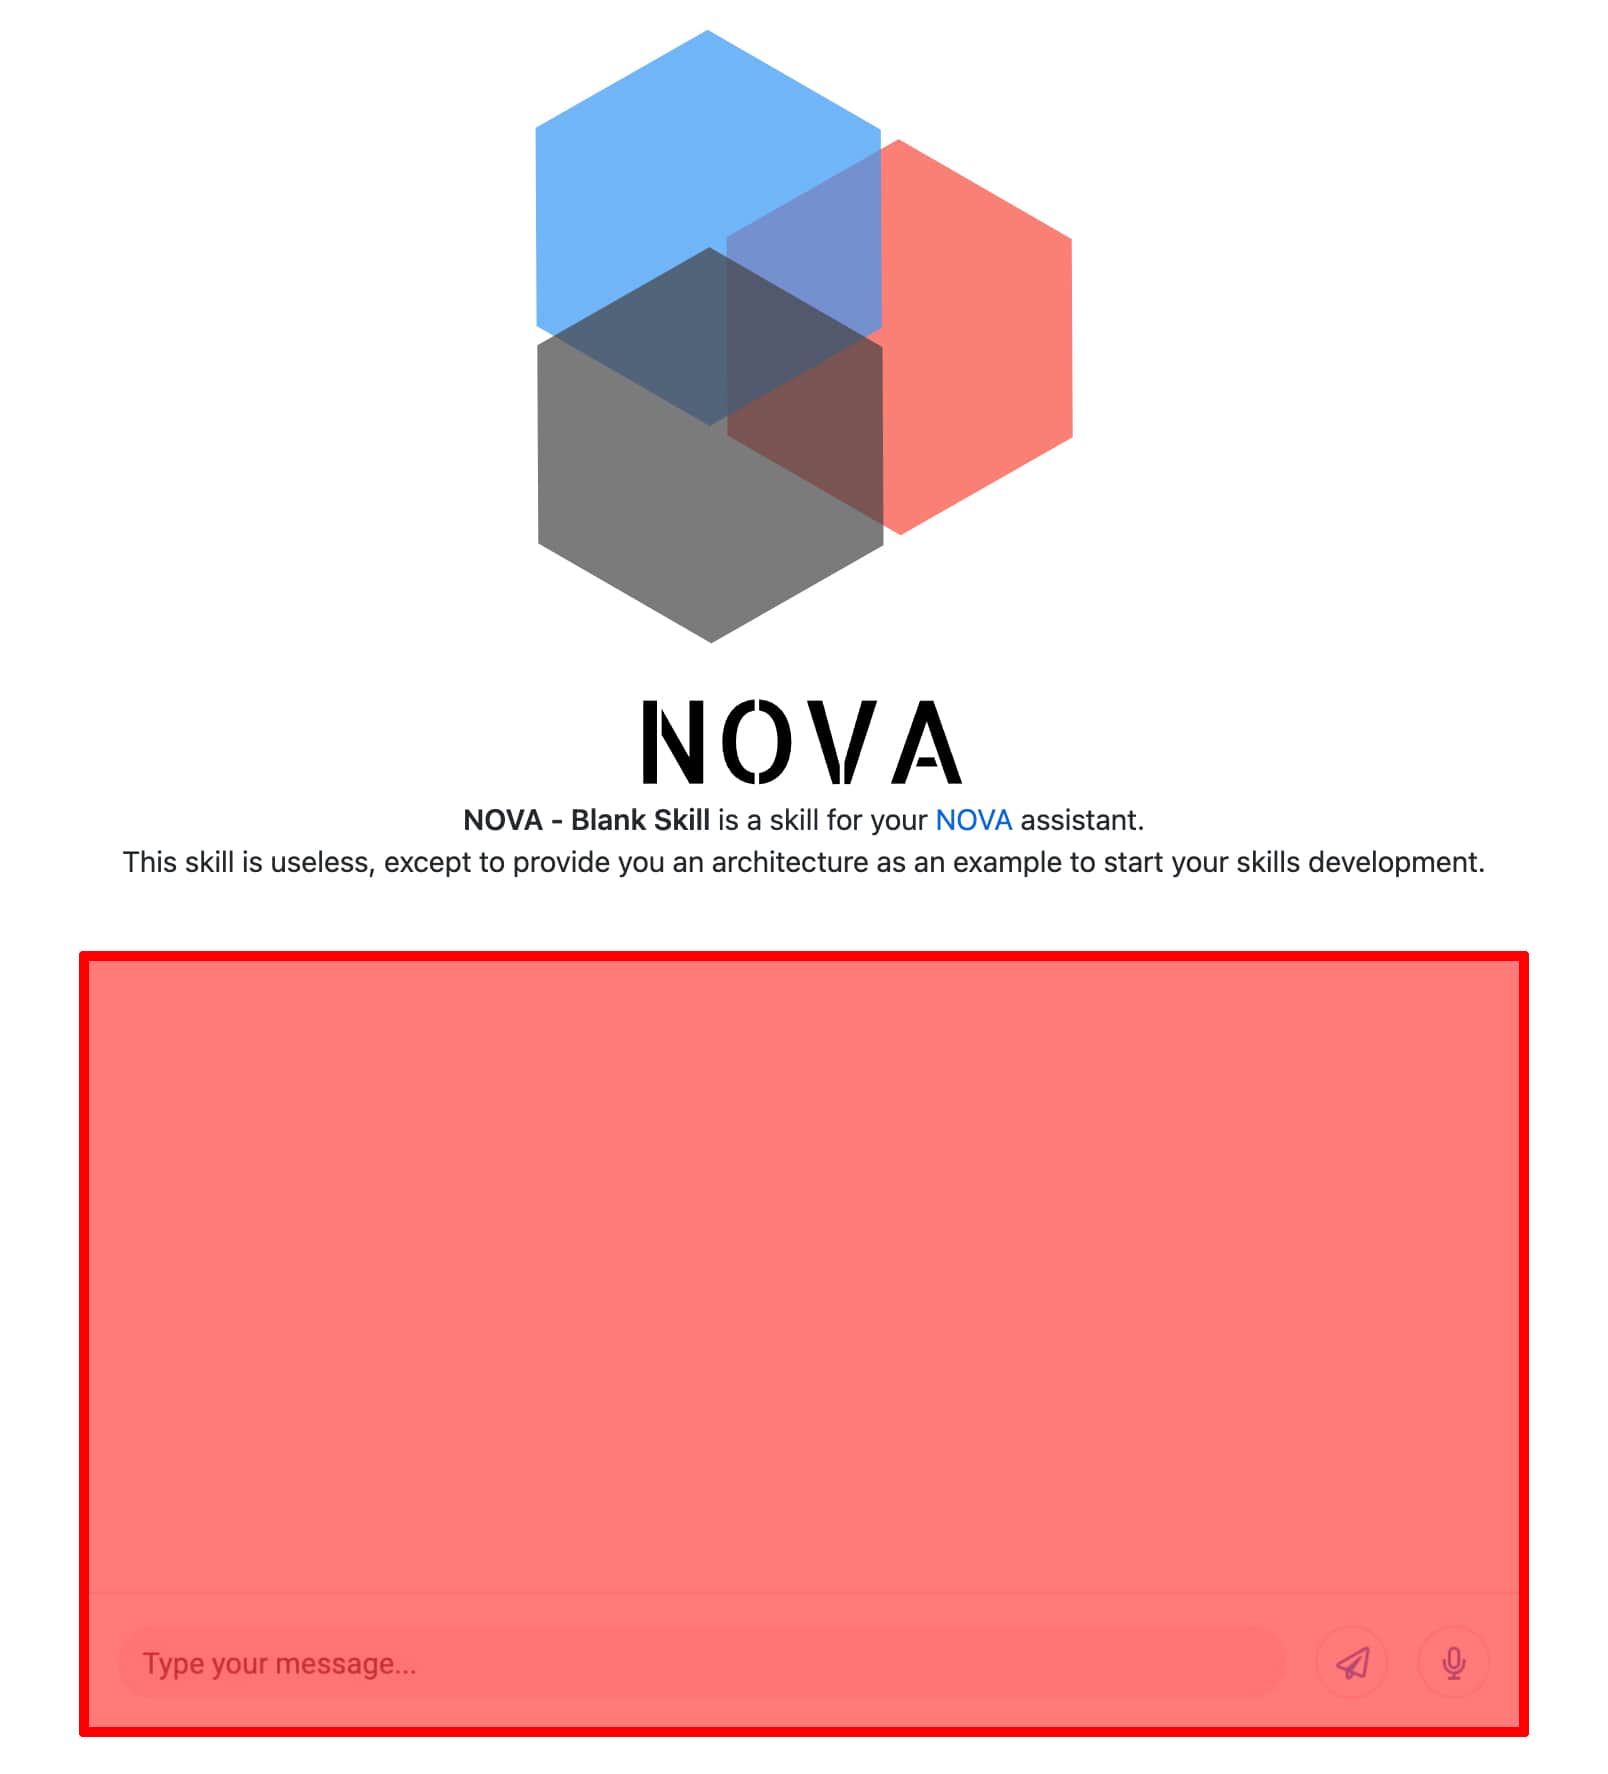 NOVA
NOVA - Blank Skill is a skill for your NOVA assistant.
This skill is useless, except to provide you an architecture as an example to start your skills development.
Type your message...